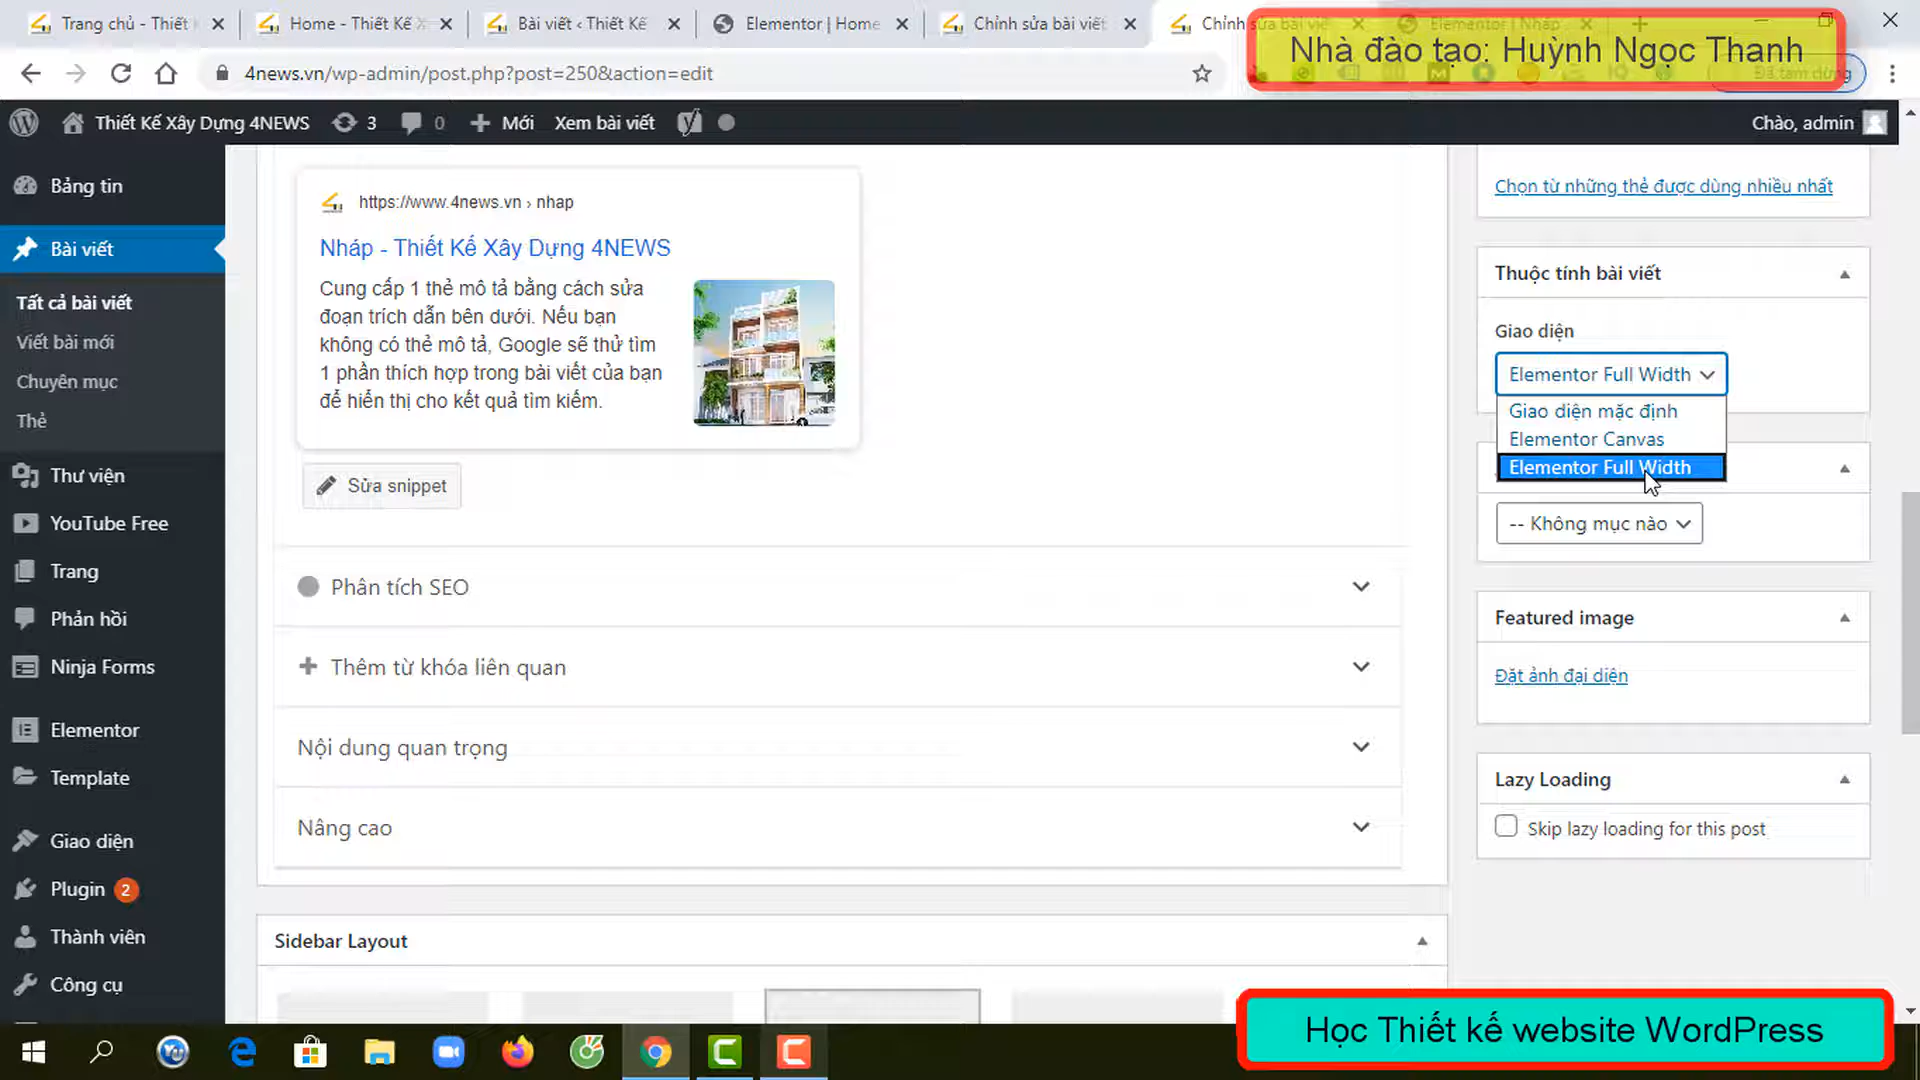 Trang chủ - Thiết
Home - Thiết Kế X
Bài viết ‹ Thiết Kế
Elementor | Home
Chỉnh sửa bài viết
Chỉnh sửa bài viế
Elementor | Nháp
Nhà đào tạo: Huỳnh Ngọc Thanh
4news.vn/wp-admin/post.php?post=250&action=edit
Đã tạm dừng
Thiết Kế Xây Dựng 4NEWS
3
0
Mới
Xem bài viết
Chào, admin
Bảng tin
Bài viết
Tất cả bài viết
Viết bài mới
Chuyên mục
Thẻ
Thư viện
YouTube Free
Trang
Phản hồi
Ninja Forms
Elementor
Template
Giao diện
Plugin 2
Thành viên
Công cụ
https://www.4news.vn › nhap
Nháp - Thiết Kế Xây Dựng 4NEWS
Cung cấp 1 thẻ mô tả bằng cách sửa
đoạn trích dẫn bên dưới. Nếu bạn
không có thẻ mô tả, Google sẽ thử tìm
1 phần thích hợp trong bài viết của bạn
để hiển thị cho kết quả tìm kiếm.
Sửa snippet
Phân tích SEO
Thêm từ khóa liên quan
Nội dung quan trọng
Nâng cao
Sidebar Layout
Chọn từ những thẻ được dùng nhiều nhất
Thuộc tính bài viết
Giao diện
Elementor Full Width
Giao diện mặc định
Elementor Canvas
Elementor Full Width
-- Không mục nào
Featured image
Đặt ảnh đại diện
Lazy Loading
Skip lazy loading for this post
Học Thiết kế website WordPress